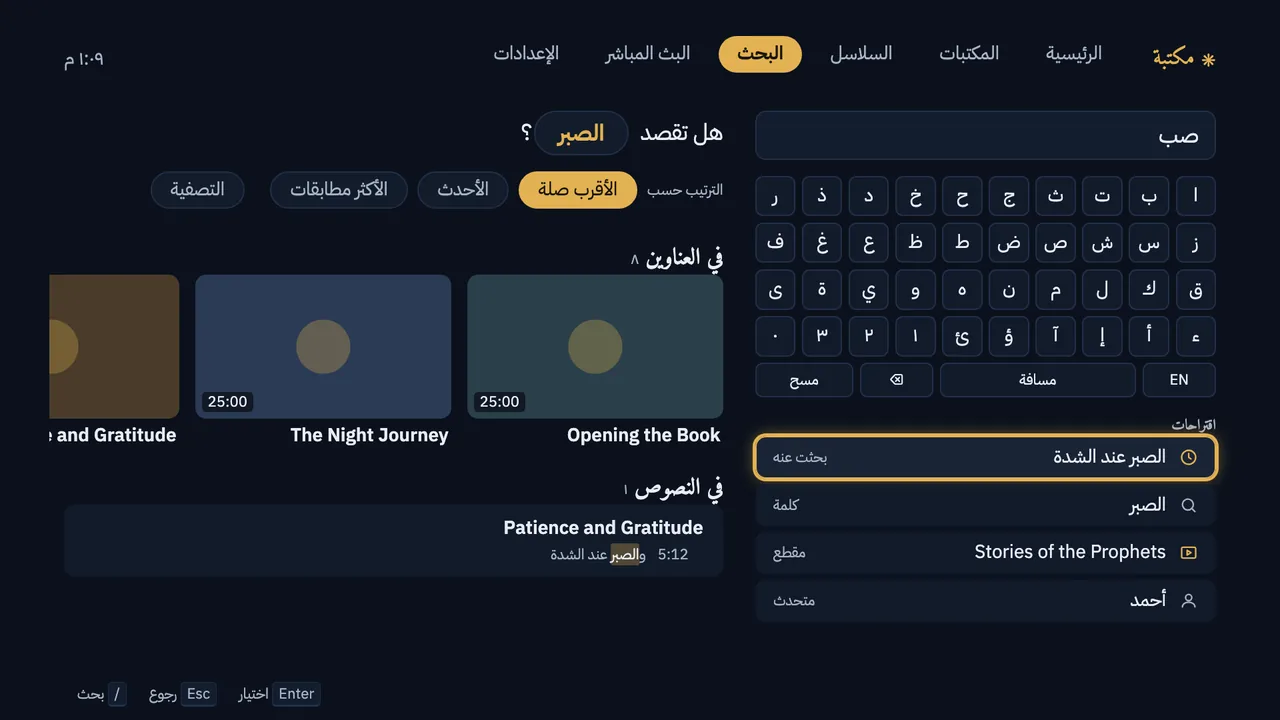 مكتبة
الرئيسية
المكتبات
السلاسل
البحث
البث المباشر
الإعدادات
١:٠٩ م
صب
ا ب ت ث ج ح خ د ذ ر
ز س ش ص ض ط ظ ع غ ف
ق ك ل م ن ه و ي ة ى
ء أ إ آ ؤ ئ ١ ٢ ٣ ٠
EN مسافة مسح
اقتراحات
الصبر عند الشدة بحثت عنه
الصبر كلمة
Stories of the Prophets مقطع
أحمد متحدث
هل تقصد الصبر ؟
الترتيب حسب الأقرب صلة الأحدث الأكثر مطابقات التصفية
في العناوين ٨
25:00
25:00
Opening the Book
The Night Journey
e and Gratitude
في النصوص ١
Patience and Gratitude
5:12 والصبر عند الشدة
Enter اختيار Esc رجوع / بحث